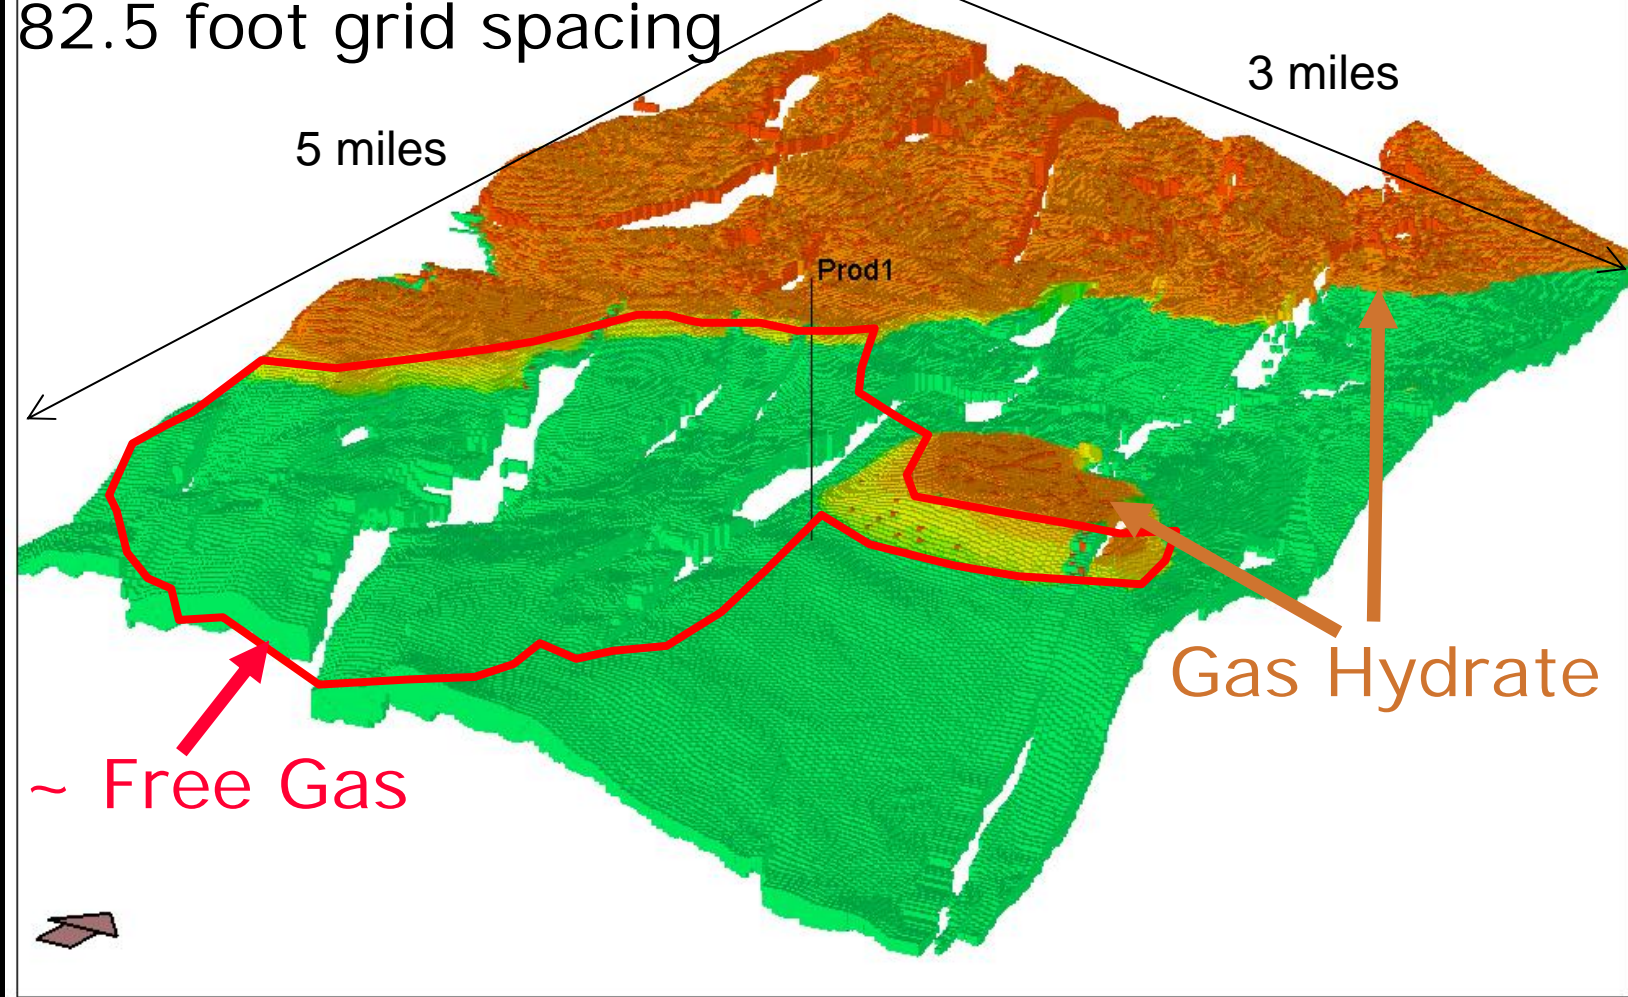 82.5 foot grid spacing
3 miles
5 miles
Prod1
Gas Hydrate
~ Free Gas